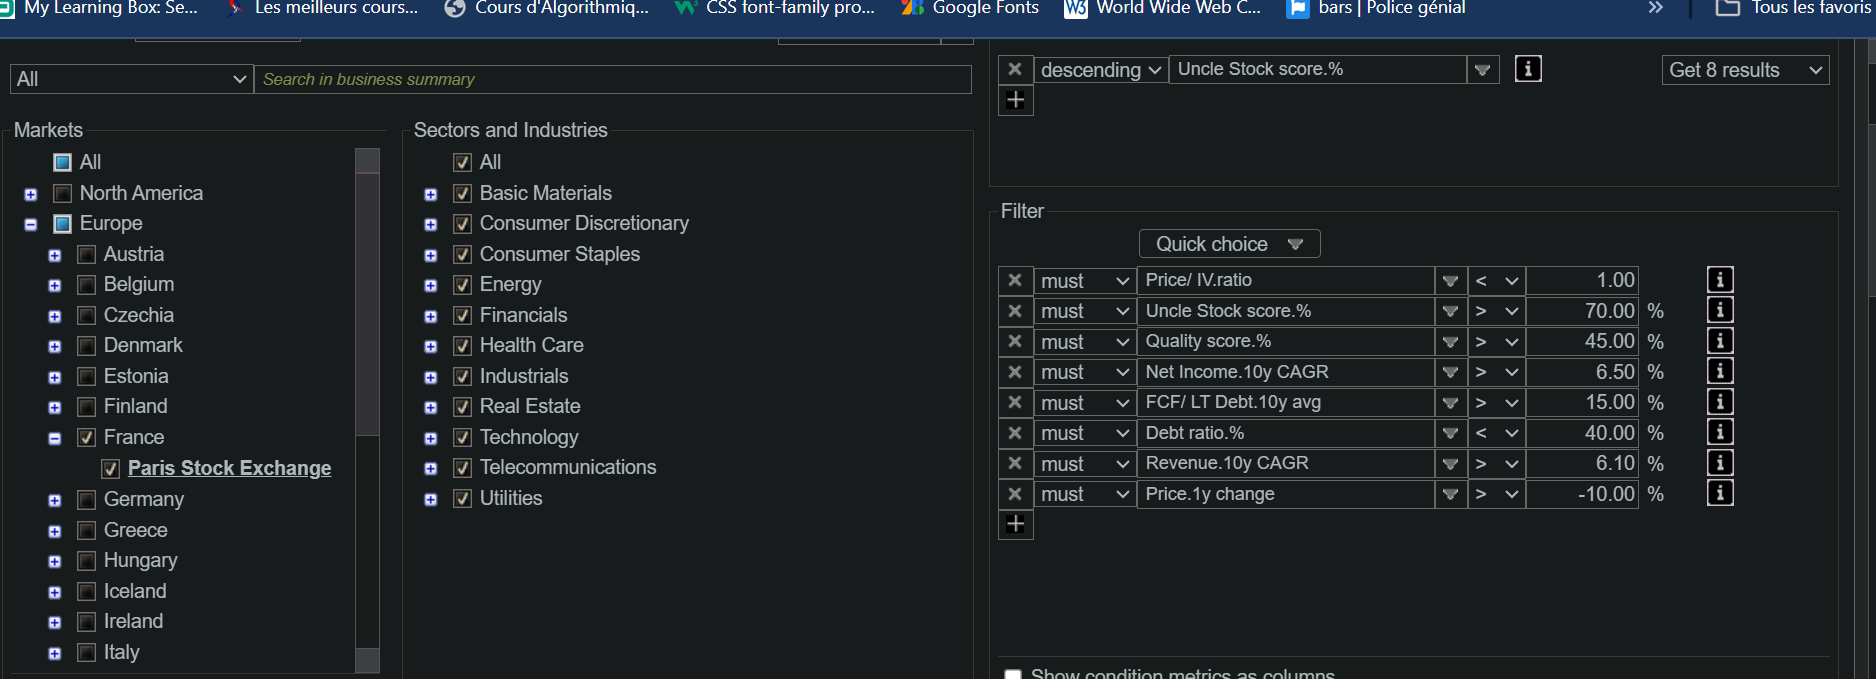 My Learning Box: Se... Les meilleurs cours... Cours d'Algorithmiq... CSS font-family pro... Google Fonts World Wide Web C... bars | Police génial » Tous les favoris
All Search in business summary
descending Uncle Stock score.% Get 8 results
Markets
All
North America
Europe
Austria
Belgium
Czechia
Denmark
Estonia
Finland
France
Paris Stock Exchange
Germany
Greece
Hungary
Iceland
Ireland
Italy
Sectors and Industries
All
Basic Materials
Consumer Discretionary
Consumer Staples
Energy
Financials
Health Care
Industrials
Real Estate
Technology
Telecommunications
Utilities
Filter
Quick choice
must Price/ IV.ratio < 1.00
must Uncle Stock score.% > 70.00 %
must Quality score.% > 45.00 %
must Net Income.10y CAGR > 6.50 %
must FCF/ LT Debt.10y avg > 15.00 %
must Debt ratio.% < 40.00 %
must Revenue.10y CAGR > 6.10 %
must Price.1y change > -10.00 %
Show condition metrics as columns